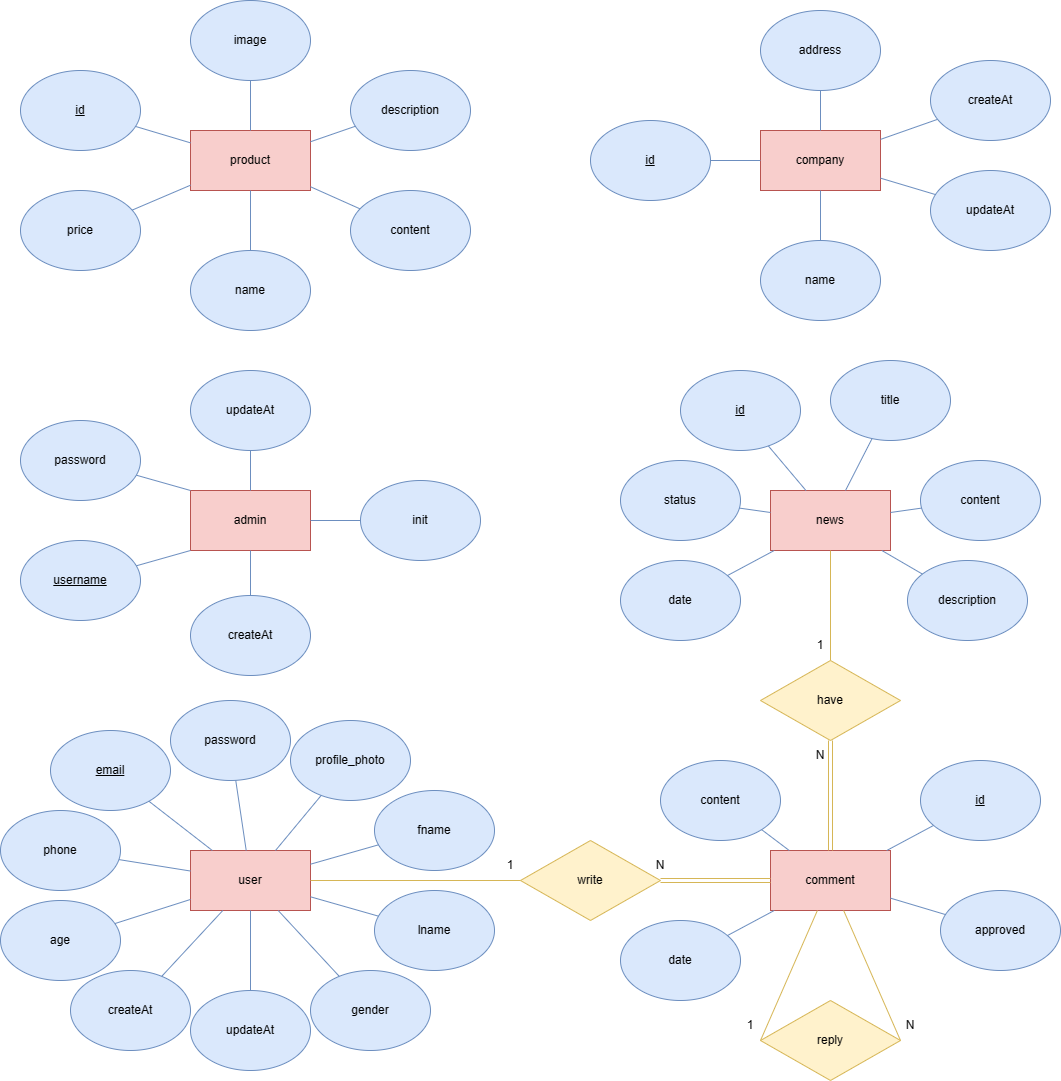 image
id
description
product
price
content
name
address
createAt
id
company
updateAt
name
updateAt
password
admin
init
username
createAt
id
title
status
news
content
date
description
1
have
N
password
email
profile_photo
fname
phone
user
age
lname
createAt
updateAt
gender
1
write
N
content
id
comment
approved
date
1
reply
N